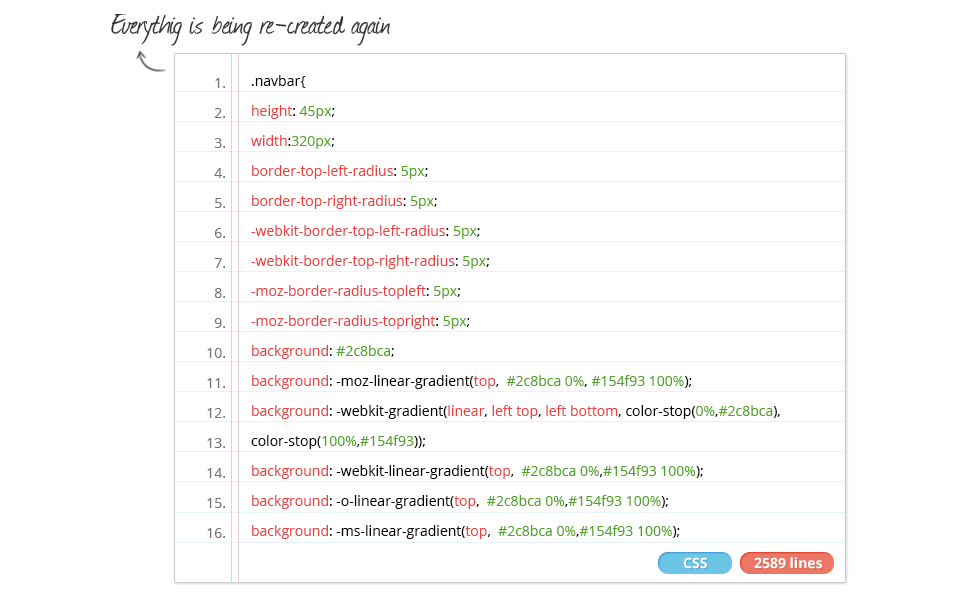 Everythig is being re-created again
1. .navbar{
2. height: 45px;
3. width:320px;
4. border-top-left-radius: 5px;
5. border-top-right-radius: 5px;
6. -webkit-border-top-left-radius: 5px;
7. -webkit-border-top-right-radius: 5px;
8. -moz-border-radius-topleft: 5px;
9. -moz-border-radius-topright: 5px;
10. background: #2c8bca;
11. background: -moz-linear-gradient(top,  #2c8bca 0%, #154f93 100%);
12. background: -webkit-gradient(linear, left top, left bottom, color-stop(0%,#2c8bca),
13. color-stop(100%,#154f93));
14. background: -webkit-linear-gradient(top,  #2c8bca 0%,#154f93 100%);
15. background: -o-linear-gradient(top,  #2c8bca 0%,#154f93 100%);
16. background: -ms-linear-gradient(top,  #2c8bca 0%,#154f93 100%);
CSS 2589 lines